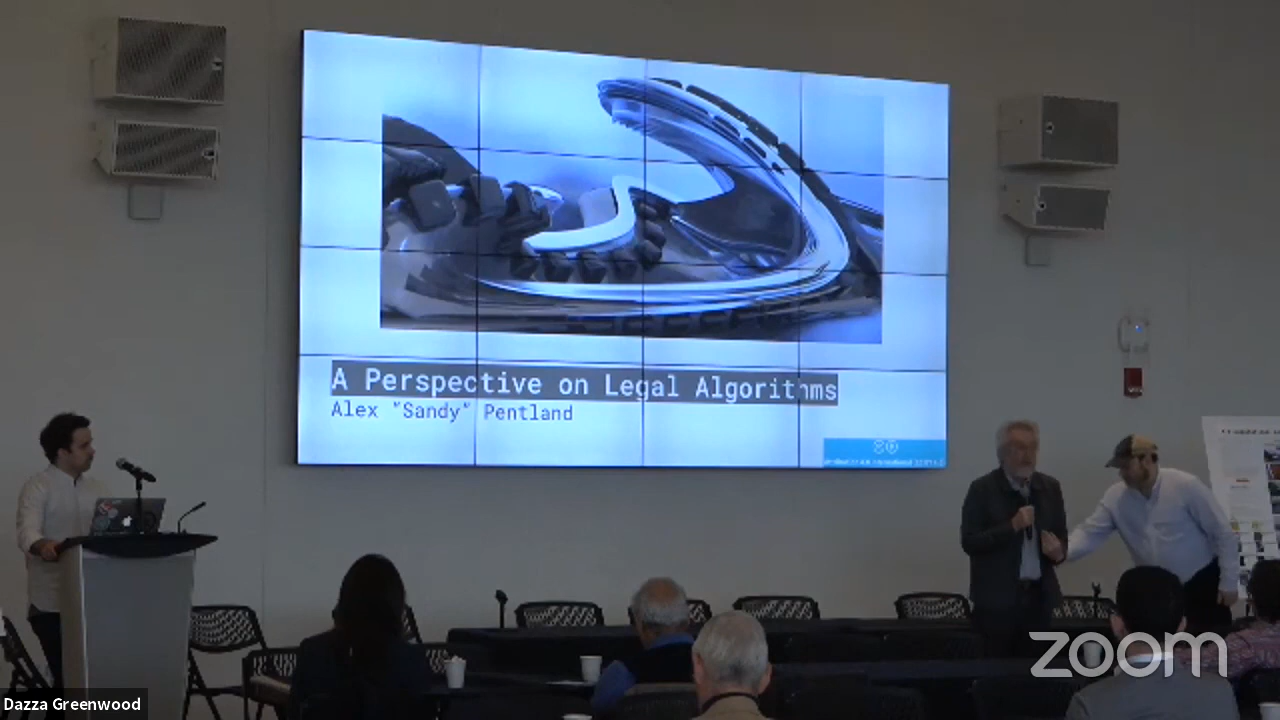 A Perspective on Legal Algorithms
Alex "Sandy" Pentland
zoom
Dazza Greenwood